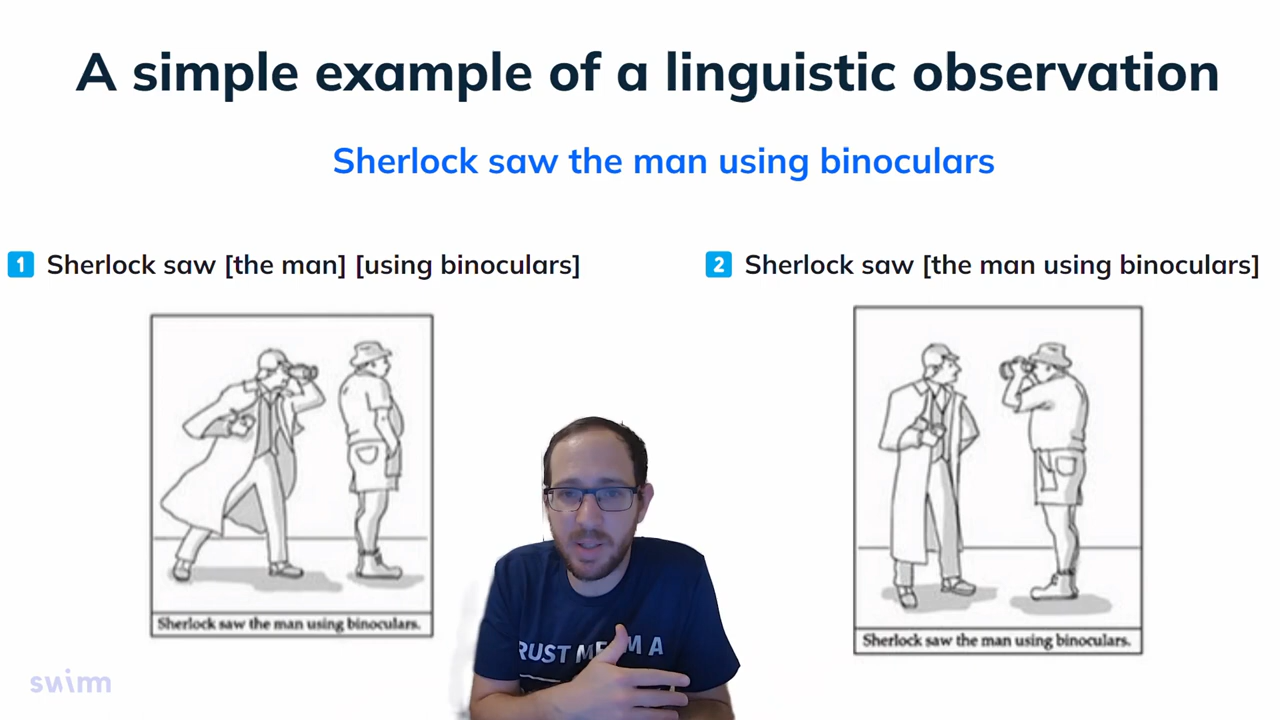 A simple example of a linguistic observation
Sherlock saw the man using binoculars
1 Sherlock saw [the man] [using binoculars]
2 Sherlock saw [the man using binoculars]
Sherlock saw the man using binoculars.
Sherlock saw the man using binoculars.
RUST ME M A
swimm